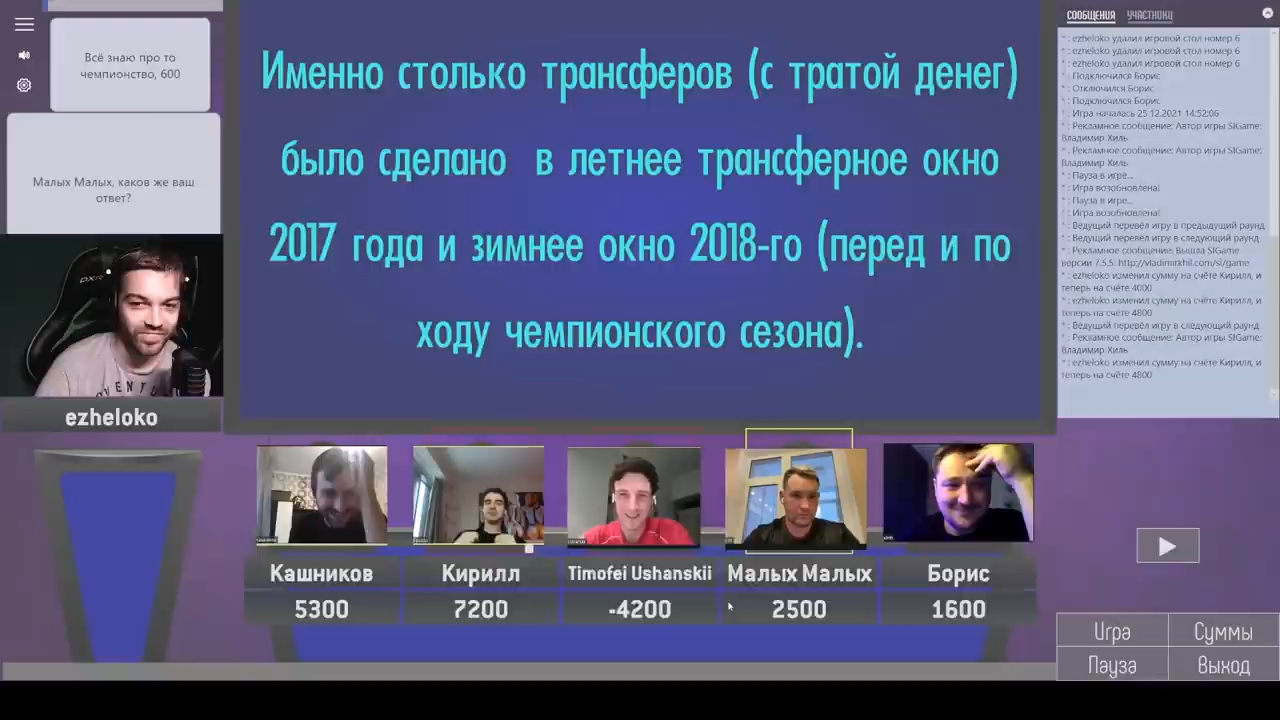 Всё знаю про то
чемпионство, 600
Малых Малых, каков же ваш
ответ?
DXR
VENTU
ezheloko
Именно столько трансферов (с тратой денег)
было сделано в летнее трансферное окно
2017 года и зимнее окно 2018-го (перед и по
ходу чемпионского сезона).
СООБЩЕНИЯ УЧАСТНИКИ
* : ezheloko удалил игровой стол номер 6
* : ezheloko удалил игровой стол номер 6
* : ezheloko удалил игровой стол номер 6
* : Подключился Борис
* : Отключился Борис
* : Подключился Борис
* : Игра началась 25.12.2021 14:52:06
* : Рекламное сообщение: Автор игры SIGame:
Владимир Хиль
* : Рекламное сообщение: Автор игры SIGame:
Владимир Хиль
* : Пауза в игре...
* : Игра возобновлена!
* : Пауза в игре...
* : Игра возобновлена!
* : Ведущий перевёл игру в предыдущий раунд
* : Ведущий перевёл игру в следующий раунд
* : Рекламное сообщение: Вышла SIGame
версии 7.5.5: http://vladimirkhil.com/si/game
* : ezheloko изменил сумму на счёте Кирилл, и
теперь на счёте 4000
* : ezheloko изменил сумму на счёте Кирилл, и
теперь на счёте 4800
* : Ведущий перевёл игру в следующий раунд
* : Рекламное сообщение: Автор игры SIGame:
Владимир Хиль
* : ezheloko изменил сумму на счёте Кирилл, и
теперь на счёте 4800
Кашников Кирилл Timofei Ushanskii Малых Малых Борис
5300 7200 -4200 2500 1600
Игра Суммы
Пауза Выход